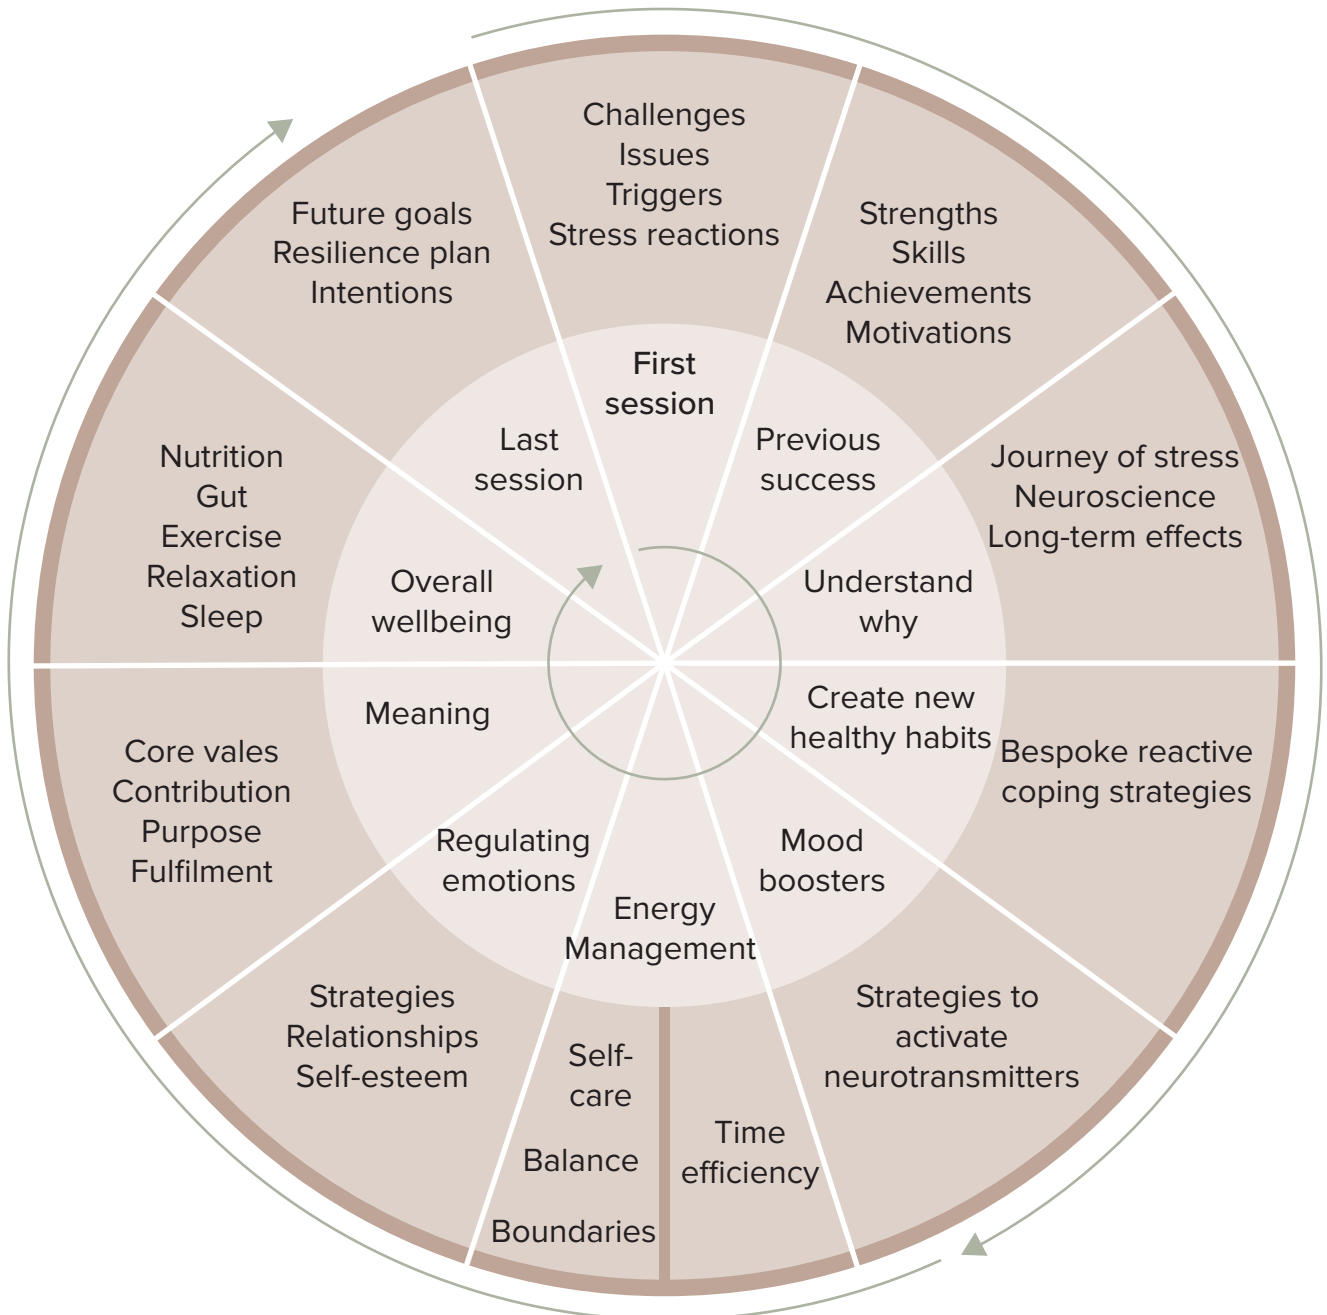 Challenges
Issues
Triggers
Stress reactions
First
session
Strengths
Skills
Achievements
Motivations
Previous
success
Journey of stress
Neuroscience
Long-term effects
Understand
why
Bespoke reactive
coping strategies
Create new
healthy habits
Strategies to
activate
neurotransmitters
Mood
boosters
Energy
Management
Time
efficiency
Self-
care
Balance
Boundaries
Regulating
emotions
Strategies
Relationships
Self-esteem
Meaning
Core vales
Contribution
Purpose
Fulfilment
Overall
wellbeing
Nutrition
Gut
Exercise
Relaxation
Sleep
Last
session
Future goals
Resilience plan
Intentions